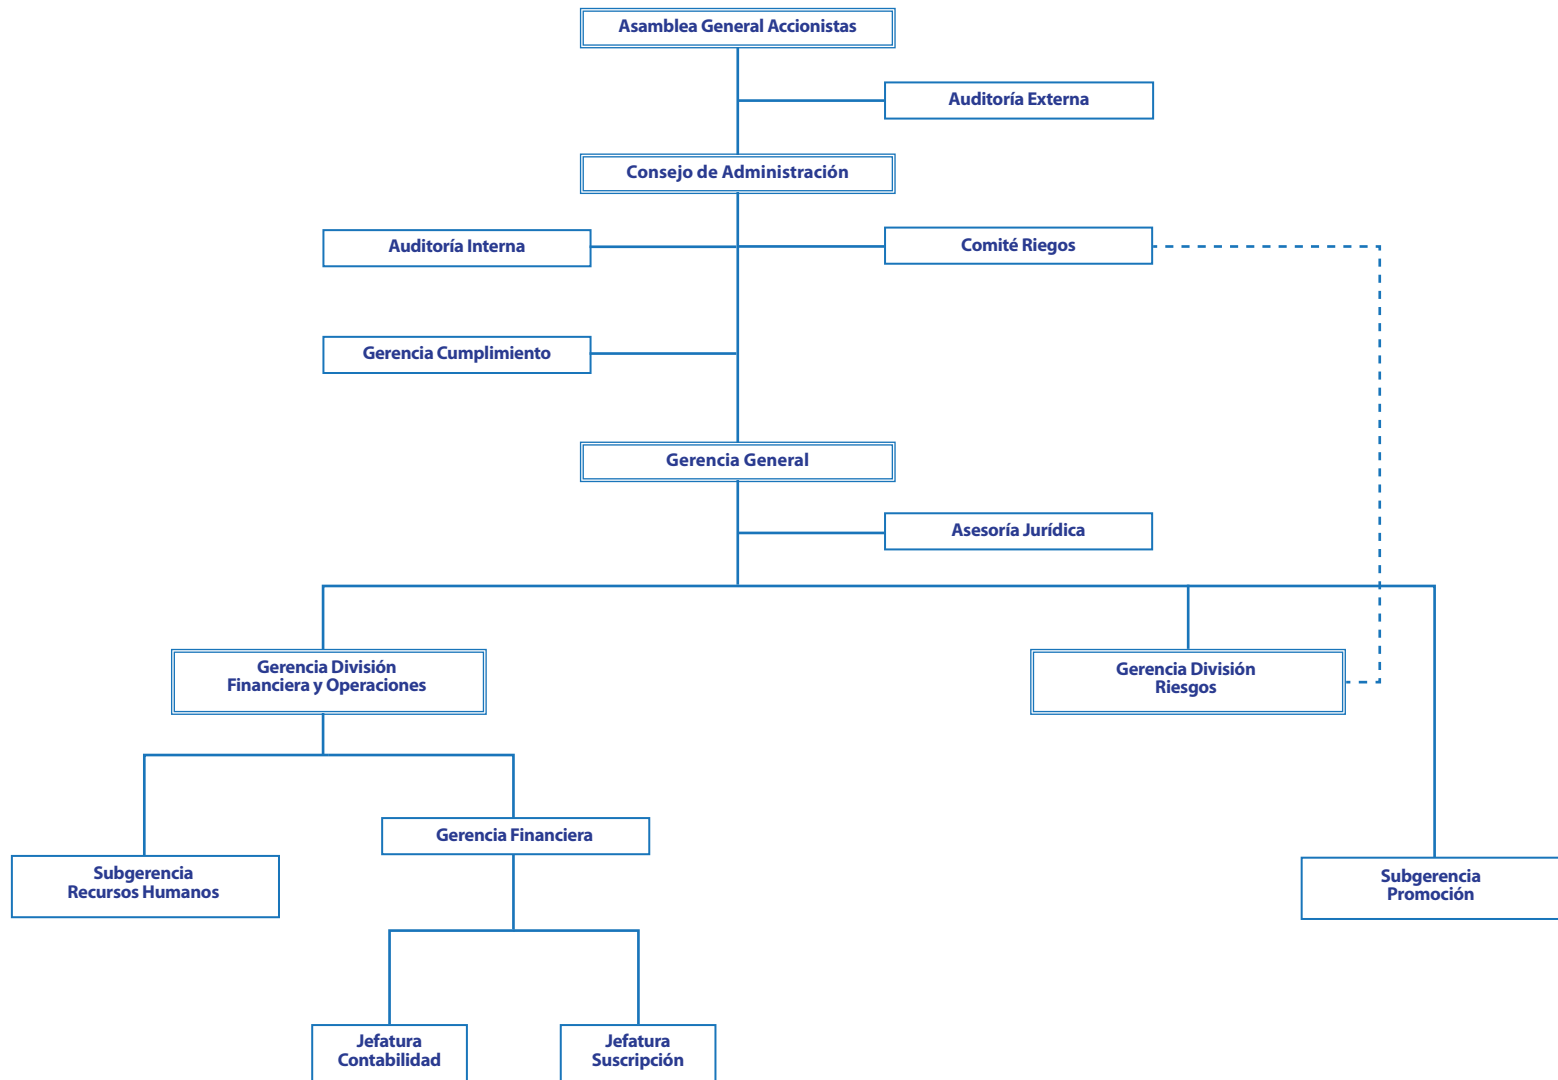 Asamblea General Accionistas
Auditoría Externa
Consejo de Administración
Auditoría Interna
Comité Riegos
Gerencia Cumplimiento
Gerencia General
Asesoría Jurídica
Gerencia División
Financiera y Operaciones
Gerencia División
Riesgos
Gerencia Financiera
Subgerencia
Recursos Humanos
Subgerencia
Promoción
Jefatura
Contabilidad
Jefatura
Suscripción